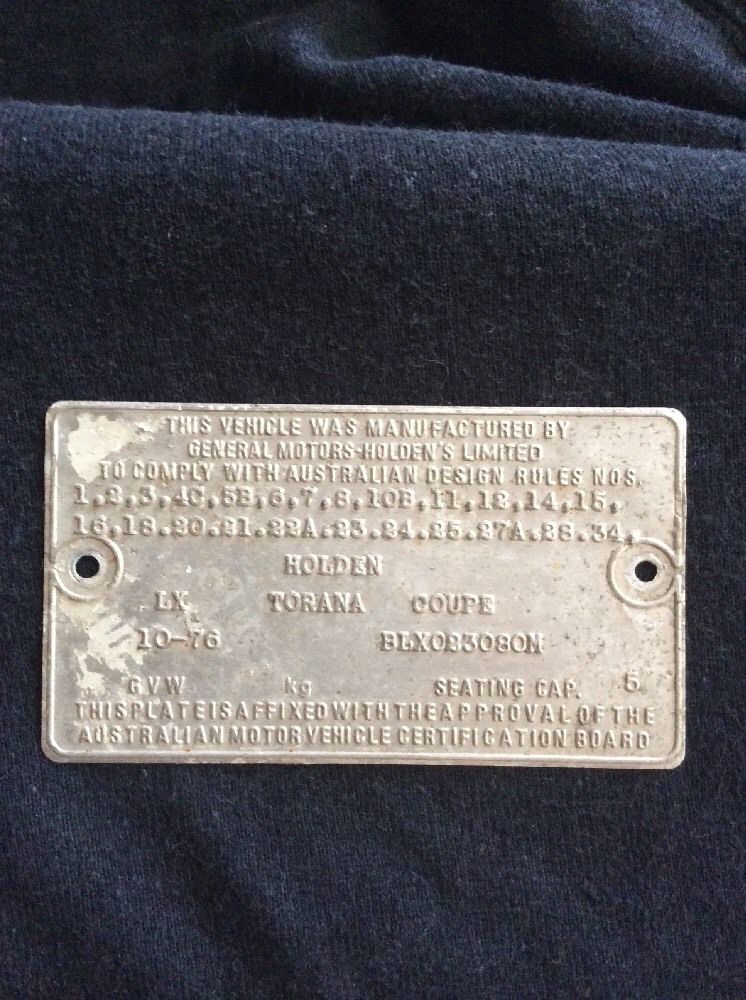 THIS VEHICLE WAS MANUFACTURED BY
GENERAL MOTORS-HOLDEN'S LIMITED
TO COMPLY WITH AUSTRALIAN DESIGN RULES NOS.
1,2,3,4C,5B,6,7,8,10B,11,12,14,15,
16,18.20.21.22A.23.24.25.27A.28.34,
HOLDEN
LX TORANA COUPE
10-76 BLX023080M
GVW kg SEATING CAP. 5
THIS PLATE IS AFFIXED WITH THE APPROVAL OF THE
AUSTRALIAN MOTOR VEHICLE CERTIFICATION BOARD